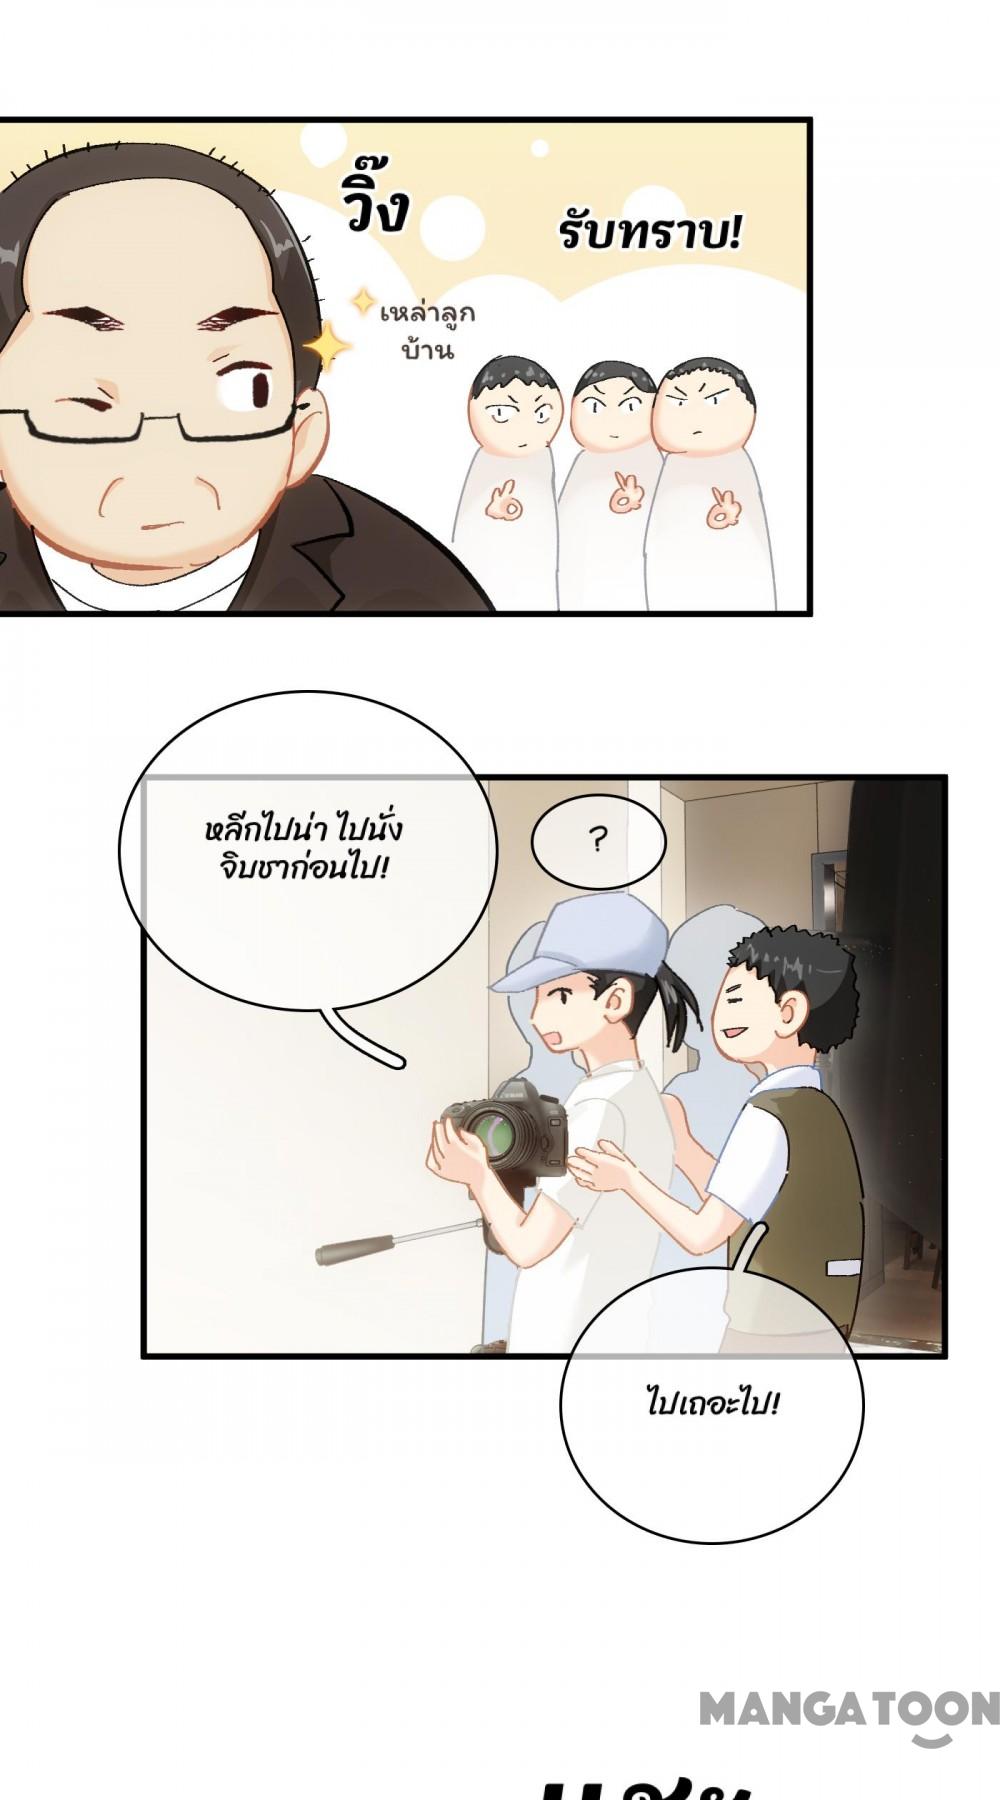 วิ๊ง
รับทราบ!
เหล่าลูก
บ้าน
หลีกไปน่า ไปนั่ง
จิบชาก่อนไป!
?
ไปเถอะไป!
MANGATOON